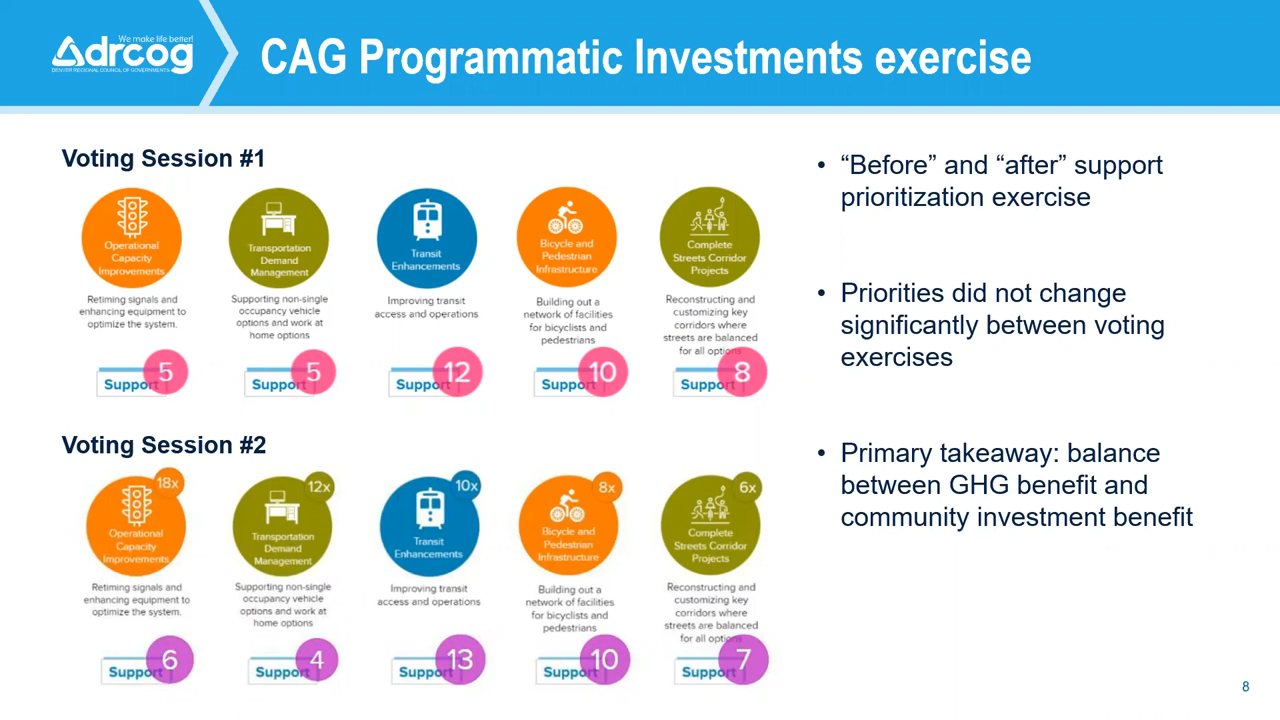 We make life better!
drcog
DENVER REGIONAL COUNCIL OF GOVERNMENTS
CAG Programmatic Investments exercise
Voting Session #1
Operational
Capacity
Improvements
Retiming signals and
enhancing equipment to
optimize the system.
Support 5
Transportation
Demand
Management
Supporting non-single
occupancy vehicle
options and work at
home options
Support 5
Transit
Enhancements
Improving transit
access and operations
Support 12
Bicycle and
Pedestrian
Infrastructure
Building out a
network of facilities
for bicyclists and
pedestrians
Support 10
Complete
Streets Corridor
Projects
Reconstructing and
customizing key
corridors where
streets are balanced
for all options
Support 8
Voting Session #2
18x
Operational
Capacity
Improvements
Retiming signals and
enhancing equipment to
optimize the system.
Support 6
12x
Transportation
Demand
Management
Supporting non-single
occupancy vehicle
options and work at
home options
Support 4
10x
Transit
Enhancements
Improving transit
access and operations
Support 13
8x
Bicycle and
Pedestrian
Infrastructure
Building out a
network of facilities
for bicyclists and
pedestrians
Support 10
6x
Complete
Streets Corridor
Projects
Reconstructing and
customizing key
corridors where
streets are balanced
for all options
Support 7
• “Before” and “after” support
prioritization exercise
• Priorities did not change
significantly between voting
exercises
• Primary takeaway: balance
between GHG benefit and
community investment benefit
8